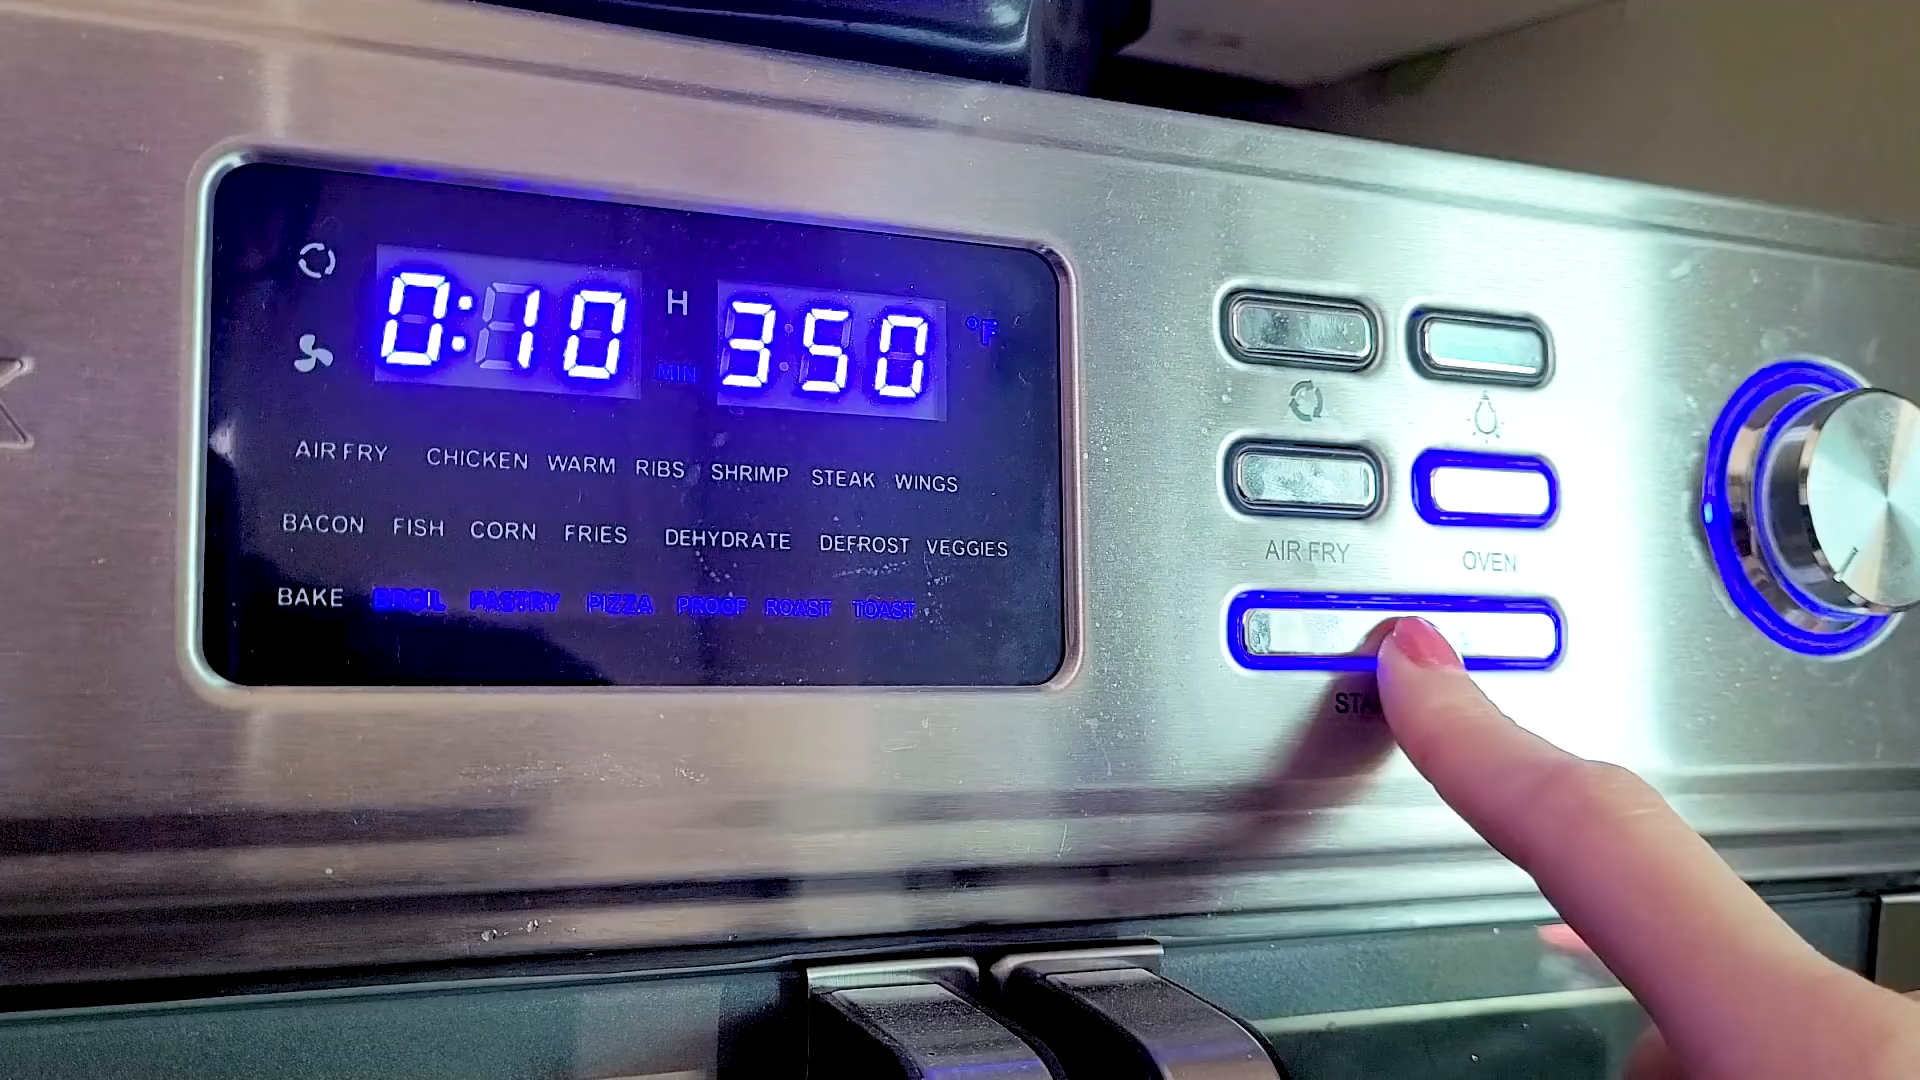 0:10 H 350 °F
MIN
AIR FRY CHICKEN WARM RIBS SHRIMP STEAK WINGS
BACON FISH CORN FRIES DEHYDRATE DEFROST VEGGIES
BAKE BROIL PASTRY PIZZA PROOF ROAST TOAST
AIR FRY OVEN